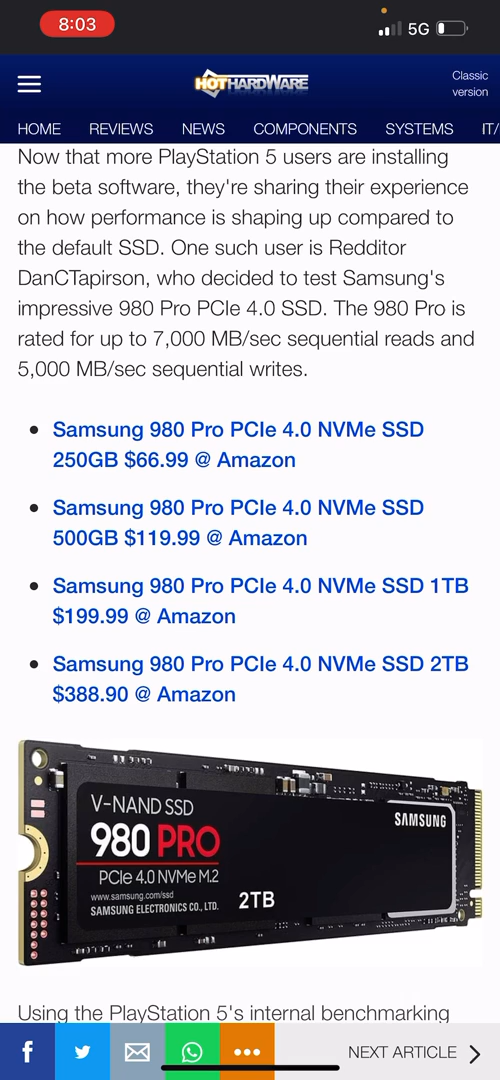 8:03
5G
HOTHARDWARE
Classic
version
HOME REVIEWS NEWS COMPONENTS SYSTEMS IT/
Now that more PlayStation 5 users are installing
the beta software, they're sharing their experience
on how performance is shaping up compared to
the default SSD. One such user is Redditor
DanCTapirson, who decided to test Samsung's
impressive 980 Pro PCIe 4.0 SSD. The 980 Pro is
rated for up to 7,000 MB/sec sequential reads and
5,000 MB/sec sequential writes.
• Samsung 980 Pro PCIe 4.0 NVMe SSD
250GB $66.99 @ Amazon
• Samsung 980 Pro PCIe 4.0 NVMe SSD
500GB $119.99 @ Amazon
• Samsung 980 Pro PCIe 4.0 NVMe SSD 1TB
$199.99 @ Amazon
• Samsung 980 Pro PCIe 4.0 NVMe SSD 2TB
$388.90 @ Amazon
V-NAND SSD
980 PRO
PCIe 4.0 NVMe M.2
www.samsung.com/ssd
SAMSUNG ELECTRONICS CO., LTD.
2TB
SAMSUNG
Using the PlayStation 5's internal benchmarking
NEXT ARTICLE